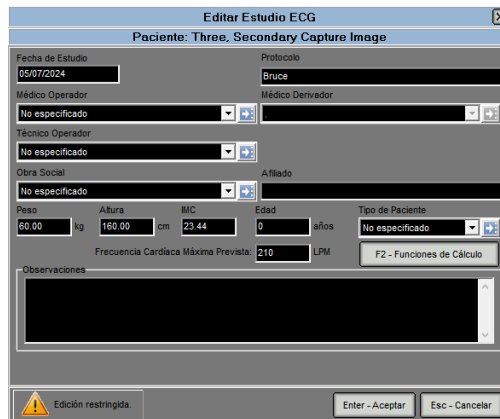 Editar Estudio ECG
Paciente: Three, Secondary Capture Image
Fecha de Estudio Protocolo
05/07/2024 Bruce
Médico Operador Médico Derivador
No especificado .
Técnico Operador
No especificado
Obra Social Afiliado
No especificado
Peso Altura IMC Edad Tipo de Paciente
60.00 kg 160.00 cm 23.44 0 años No especificado
Frecuencia Cardíaca Máxima Prevista: 210 LPM F2 - Funciones de Cálculo
Observaciones
Edición restringida. Enter - Aceptar Esc - Cancelar